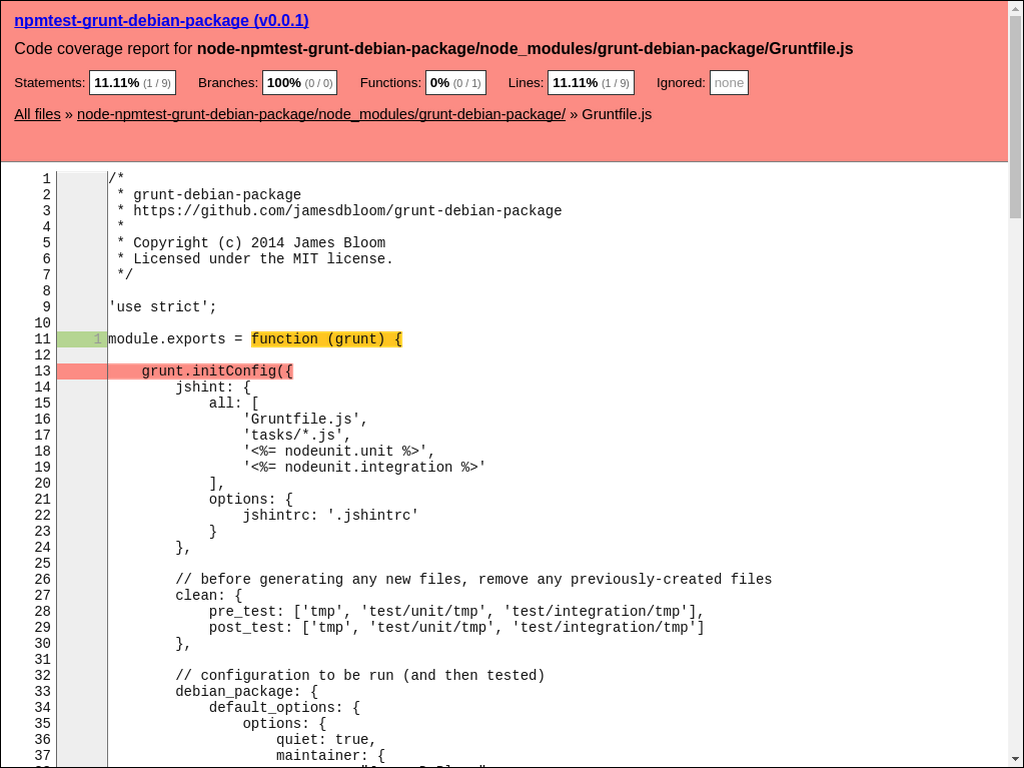 npmtest-grunt-debian-package (v0.0.1)
Code coverage report for node-npmtest-grunt-debian-package/node_modules/grunt-debian-package/Gruntfile.js
Statements: 11.11% (1 / 9) Branches: 100% (0 / 0) Functions: 0% (0 / 1) Lines: 11.11% (1 / 9) Ignored: none
All files » node-npmtest-grunt-debian-package/node_modules/grunt-debian-package/ » Gruntfile.js
1 /*
2 * grunt-debian-package
3 * https://github.com/jamesdbloom/grunt-debian-package
4 *
5 * Copyright (c) 2014 James Bloom
6 * Licensed under the MIT license.
7 */
8
9 'use strict';
10
11 1 module.exports = function (grunt) {
12
13 grunt.initConfig({
14 jshint: {
15 all: [
16 'Gruntfile.js',
17 'tasks/*.js',
18 '<%= nodeunit.unit %>',
19 '<%= nodeunit.integration %>'
20 ],
21 options: {
22 jshintrc: '.jshintrc'
23 }
24 },
25
26 // before generating any new files, remove any previously-created files
27 clean: {
28 pre_test: ['tmp', 'test/unit/tmp', 'test/integration/tmp'],
29 post_test: ['tmp', 'test/unit/tmp', 'test/integration/tmp']
30 },
31
32 // configuration to be run (and then tested)
33 debian_package: {
34 default_options: {
35 options: {
36 quiet: true,
37 maintainer: {